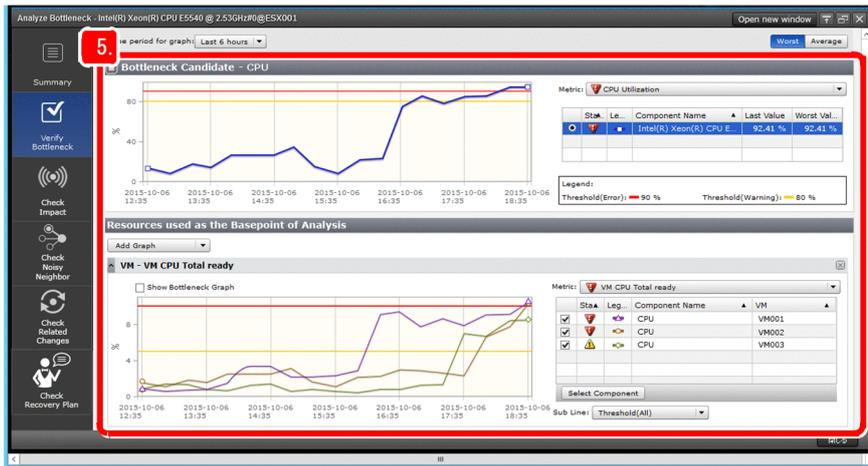 Analyze Bottleneck - Intel(R) Xeon(R) CPU E5540 @ 2.53GHz#0@ESX001
Open new window
5.
e period for graph: Last 6 hours
Worst Average
Summary
Verify Bottleneck
Check Impact
Check Noisy Neighbor
Check Related Changes
Check Recovery Plan
Bottleneck Candidate - CPU
80
40
0
%
2015-10-06 12:35
2015-10-06 13:35
2015-10-06 14:35
2015-10-06 15:35
2015-10-06 16:35
2015-10-06 17:35
2015-10-06 18:35
Metric: CPU Utilization
Sta.. Le... Component Name Last Value Worst Val...
Intel(R) Xeon(R) CPU E... 92.41 % 92.41 %
Legend:
Threshold(Error): 90 % Threshold(Warning): 80 %
Resources used as the Basepoint of Analysis
Add Graph
VM - VM CPU Total ready
Show Bottleneck Graph
8
4
0
%
2015-10-06 12:35
2015-10-06 13:35
2015-10-06 14:35
2015-10-06 15:35
2015-10-06 16:35
2015-10-06 17:35
2015-10-06 18:35
Metric: VM CPU Total ready
Sta Leg... Component Name VM
CPU VM001
CPU VM002
CPU VM003
Select Component
Sub Line: Threshold(All)